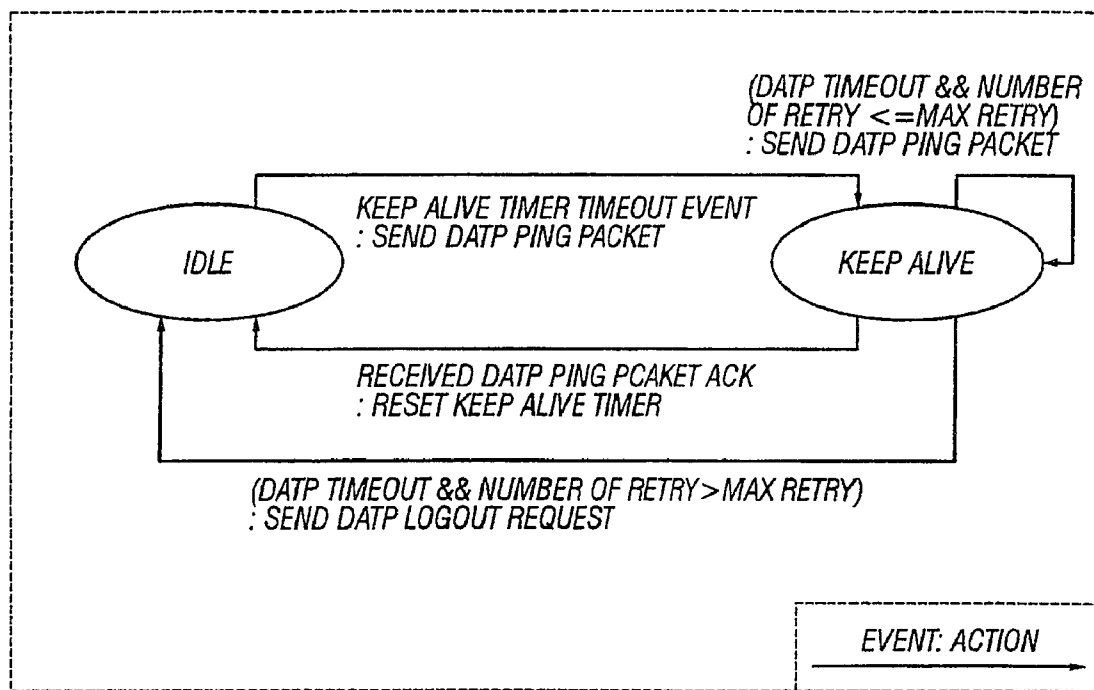 (DATP TIMEOUT && NUMBER
OF RETRY <=MAX RETRY)
: SEND DATP PING PACKET
KEEP ALIVE TIMER TIMEOUT EVENT
: SEND DATP PING PACKET
IDLE
KEEP ALIVE
RECEIVED DATP PING PCAKET ACK
: RESET KEEP ALIVE TIMER
(DATP TIMEOUT && NUMBER OF RETRY>MAX RETRY)
: SEND DATP LOGOUT REQUEST
EVENT: ACTION